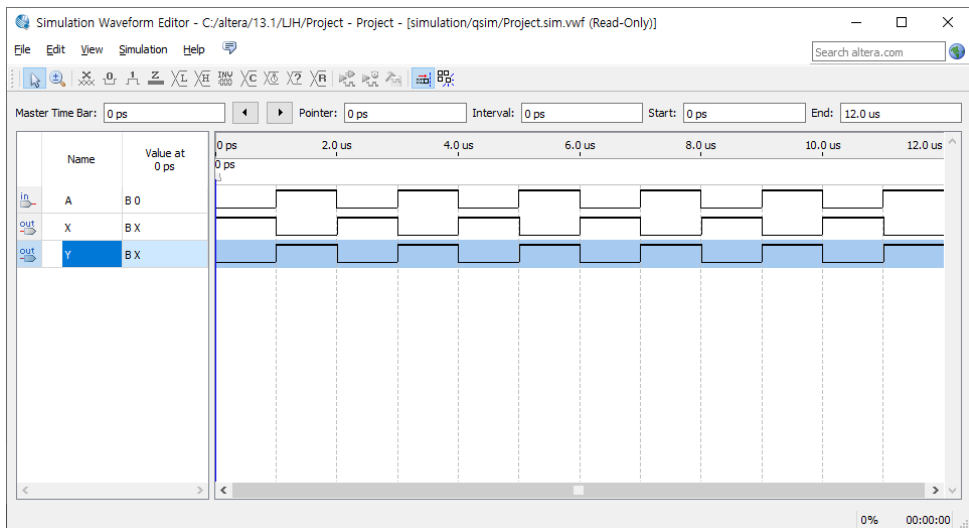 Simulation Waveform Editor - C:/altera/13.1/LJH/Project - Project - [simulation/qsim/Project.sim.vwf (Read-Only)]
File Edit View Simulation Help
Search altera.com
Master Time Bar: 0 ps Pointer: 0 ps Interval: 0 ps Start: 0 ps End: 12.0 us
Name Value at 0 ps
0 ps 2.0 us 4.0 us 6.0 us 8.0 us 10.0 us 12.0 us
0 ps
in A B 0
out X B X
out Y B X
0% 00:00:00